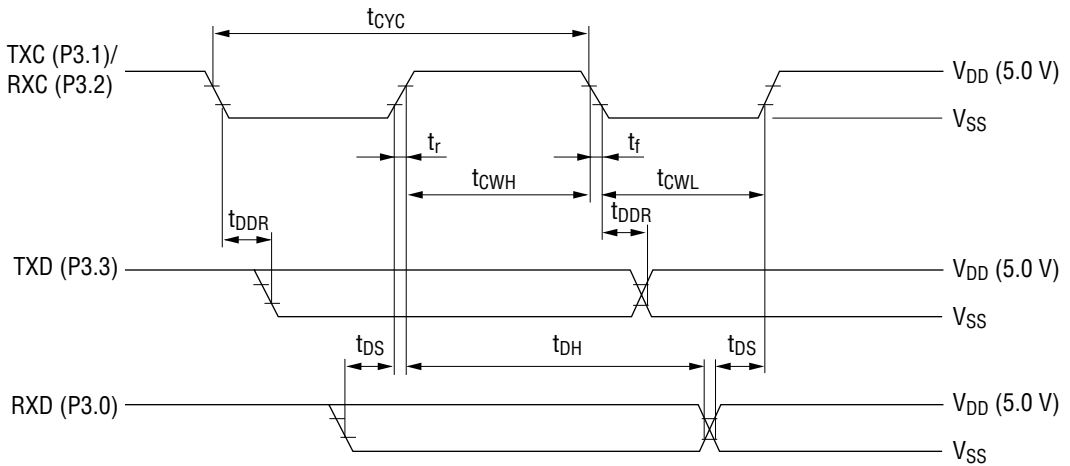 tCYC
TXC (P3.1)/
RXC (P3.2)
VDD (5.0 V)
VSS
tr
tf
tCWH
tCWL
tDDR
tDDR
TXD (P3.3)
VDD (5.0 V)
VSS
tDS
tDH
tDS
RXD (P3.0)
VDD (5.0 V)
VSS